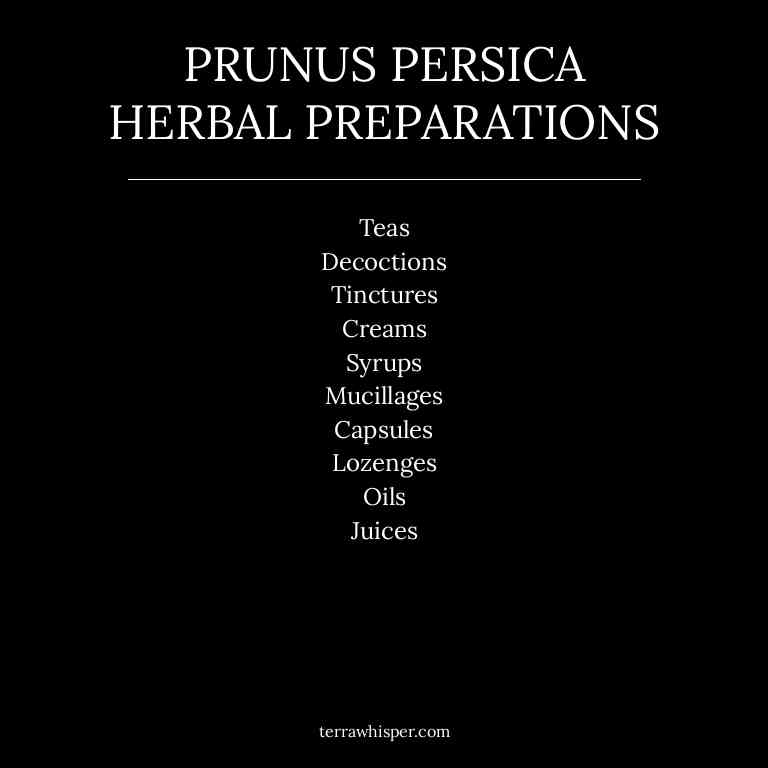 PRUNUS PERSICA
HERBAL PREPARATIONS
Teas
Decoctions
Tinctures
Creams
Syrups
Mucillages
Capsules
Lozenges
Oils
Juices
terrawhisper.com